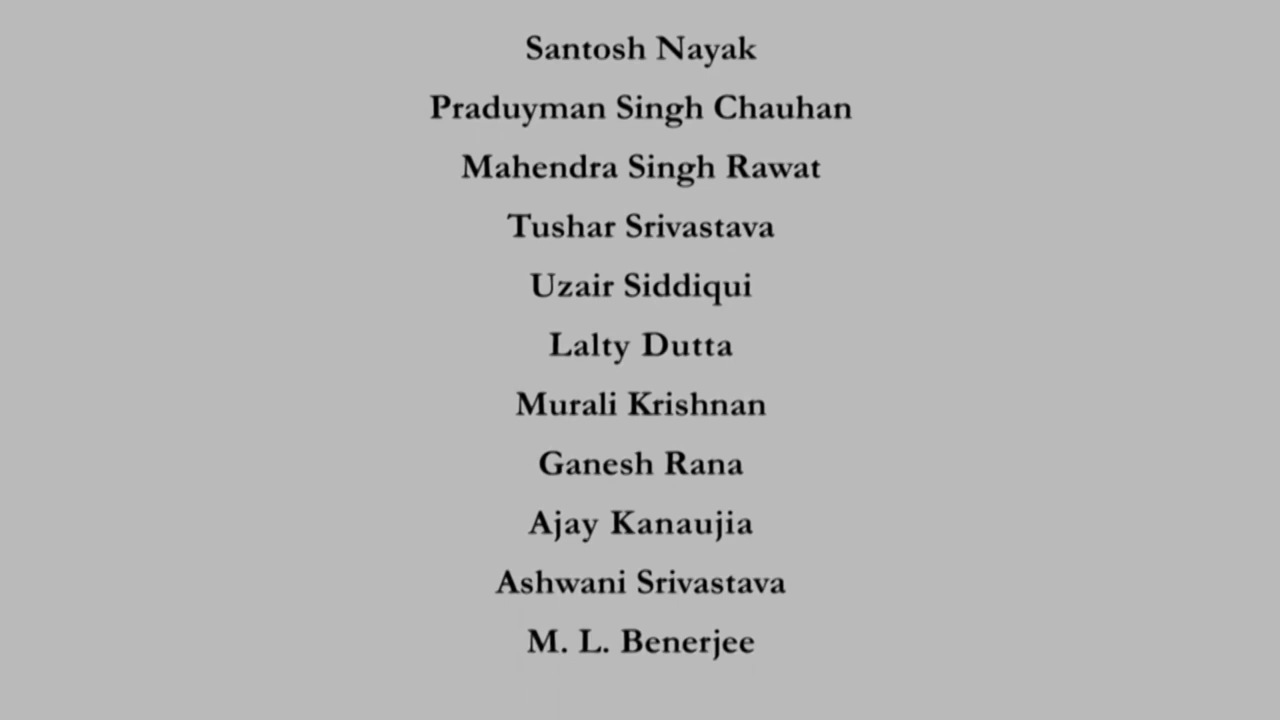 Santosh Nayak
Praduyman Singh Chauhan
Mahendra Singh Rawat
Tushar Srivastava
Uzair Siddiqui
Lalty Dutta
Murali Krishnan
Ganesh Rana
Ajay Kanaujia
Ashwani Srivastava
M. L. Benerjee